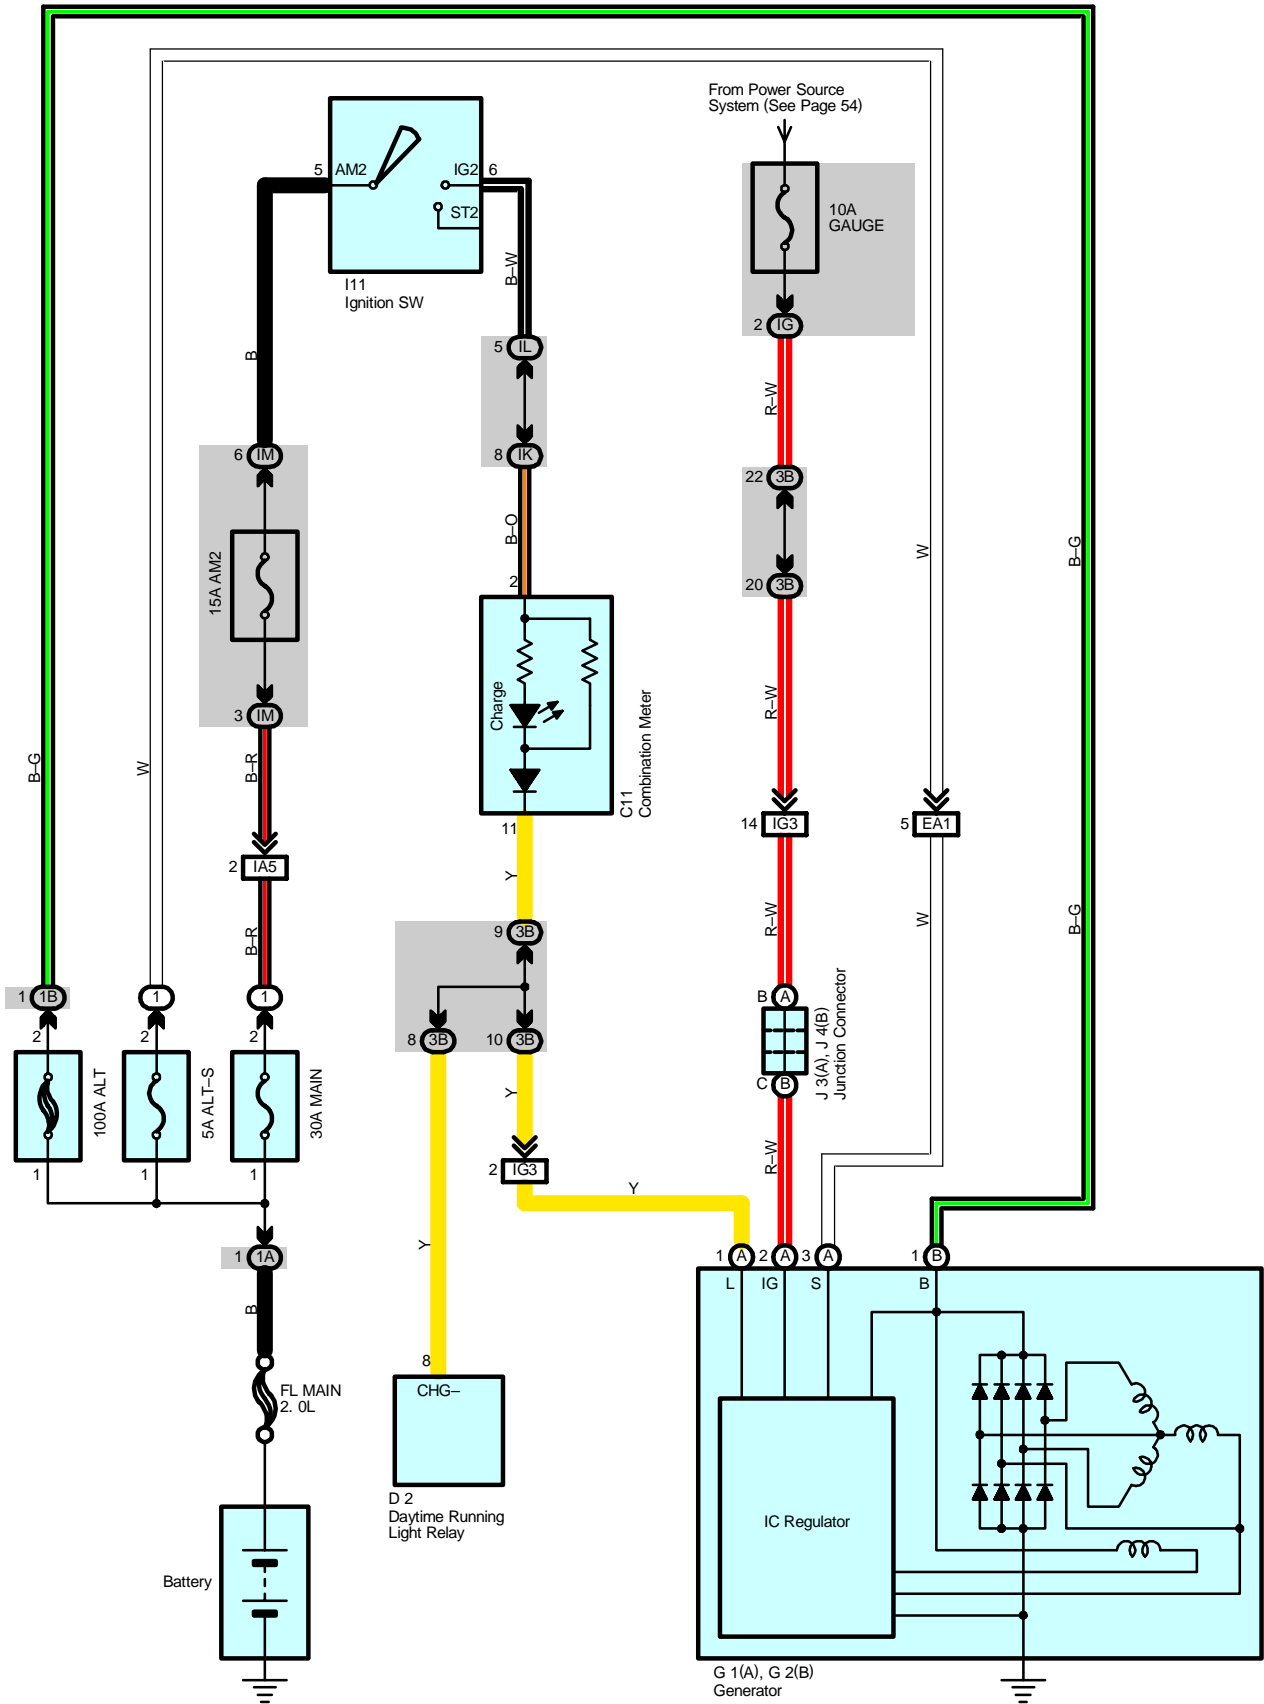 From Power Source
System (See Page 54)
5
AM2
IG2
6
ST2
I11
Ignition SW
10A
GAUGE
2
IG
B–W
B
5
IL
R–W
6
IM
8
IK
22
3B
B–O
W
B–G
15A AM2
2
20
3B
Charge
C11
Combination Meter
R–W
3
IM
B–G
W
B–R
11
14
IG3
5
EA1
2
IA5
Y
R–W
W
B–G
B–R
9
3B
1
1B
1
1
B
A
J 3(A), J 4(B)
Junction Connector
2
2
2
8
3B
10
3B
100A ALT
5A ALT–S
30A MAIN
C
B
Y
1
1
1
R–W
2
IG3
Y
Y
1
1A
1
A
2
A
3
A
1
B
L
IG
S
B
B
8
CHG–
FL MAIN
2. 0L
D 2
Daytime Running
Light Relay
IC Regulator
Battery
G 1(A), G 2(B)
Generator